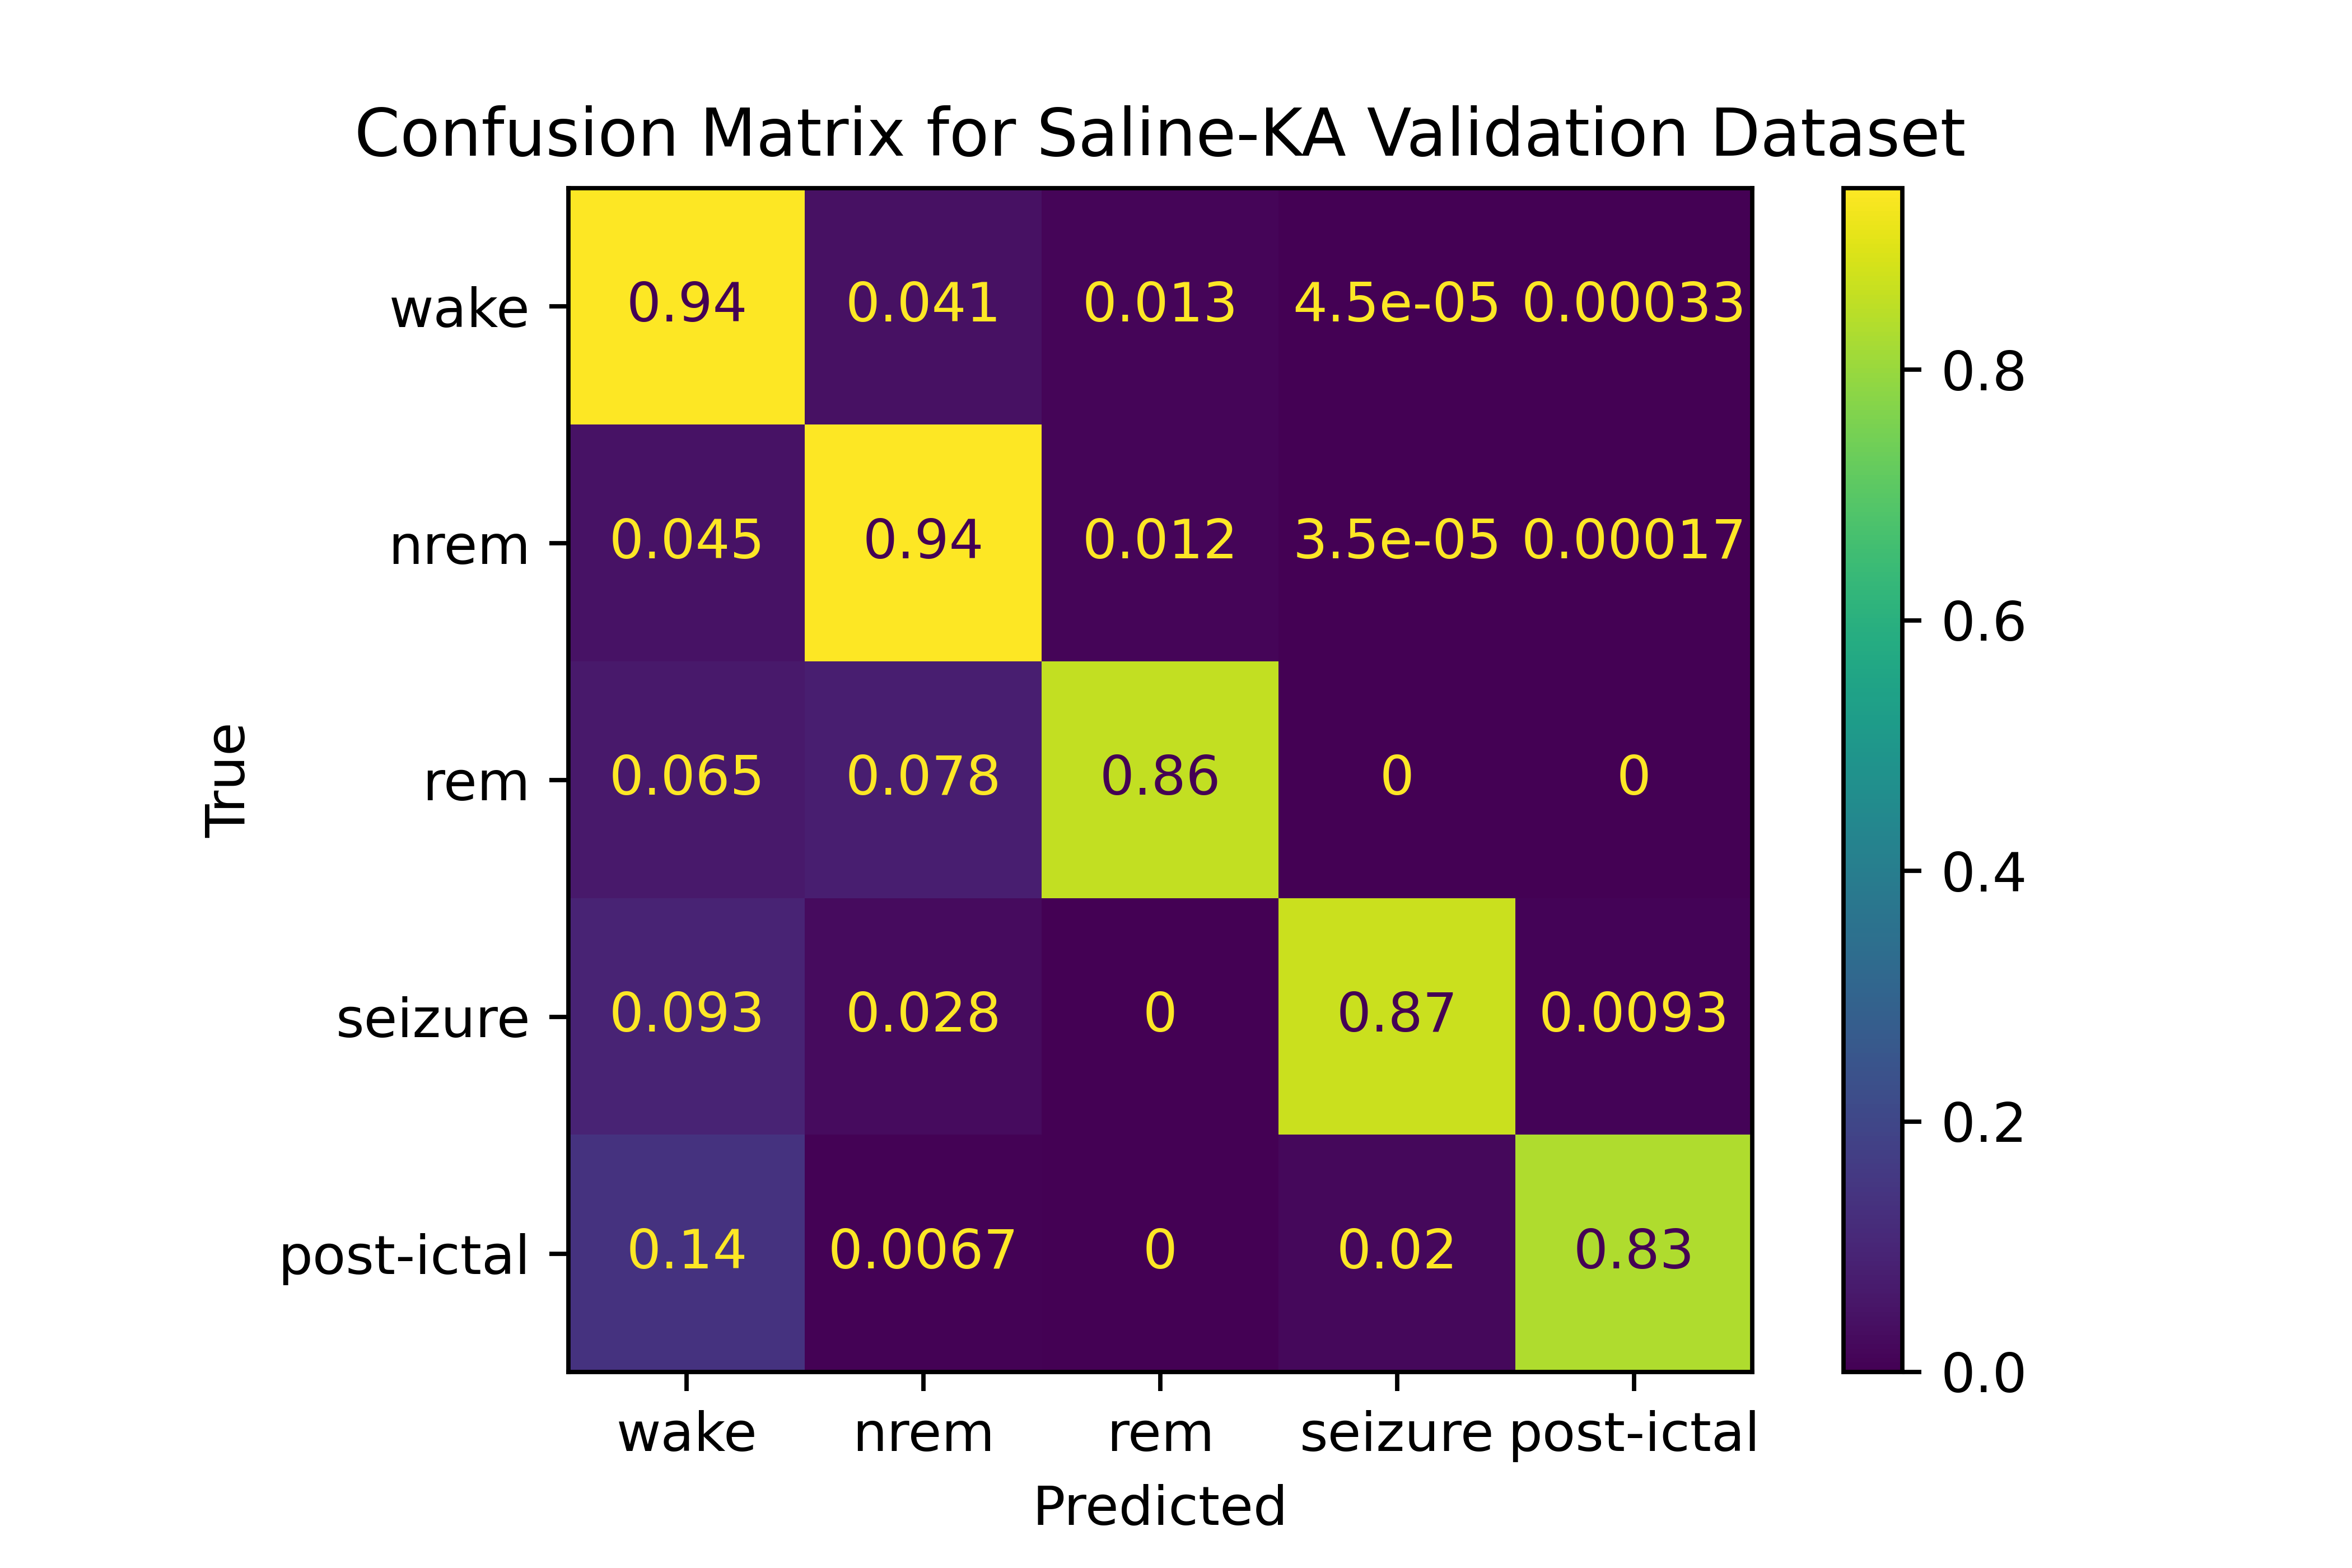 Confusion Matrix for Saline-KA Validation Dataset
True
wake 0.94 0.041 0.013 4.5e-05 0.00033
nrem 0.045 0.94 0.012 3.5e-05 0.00017
rem 0.065 0.078 0.86 0 0
seizure 0.093 0.028 0 0.87 0.0093
post-ictal 0.14 0.0067 0 0.02 0.83
wake nrem rem seizure post-ictal
Predicted
0.8
0.6
0.4
0.2
0.0